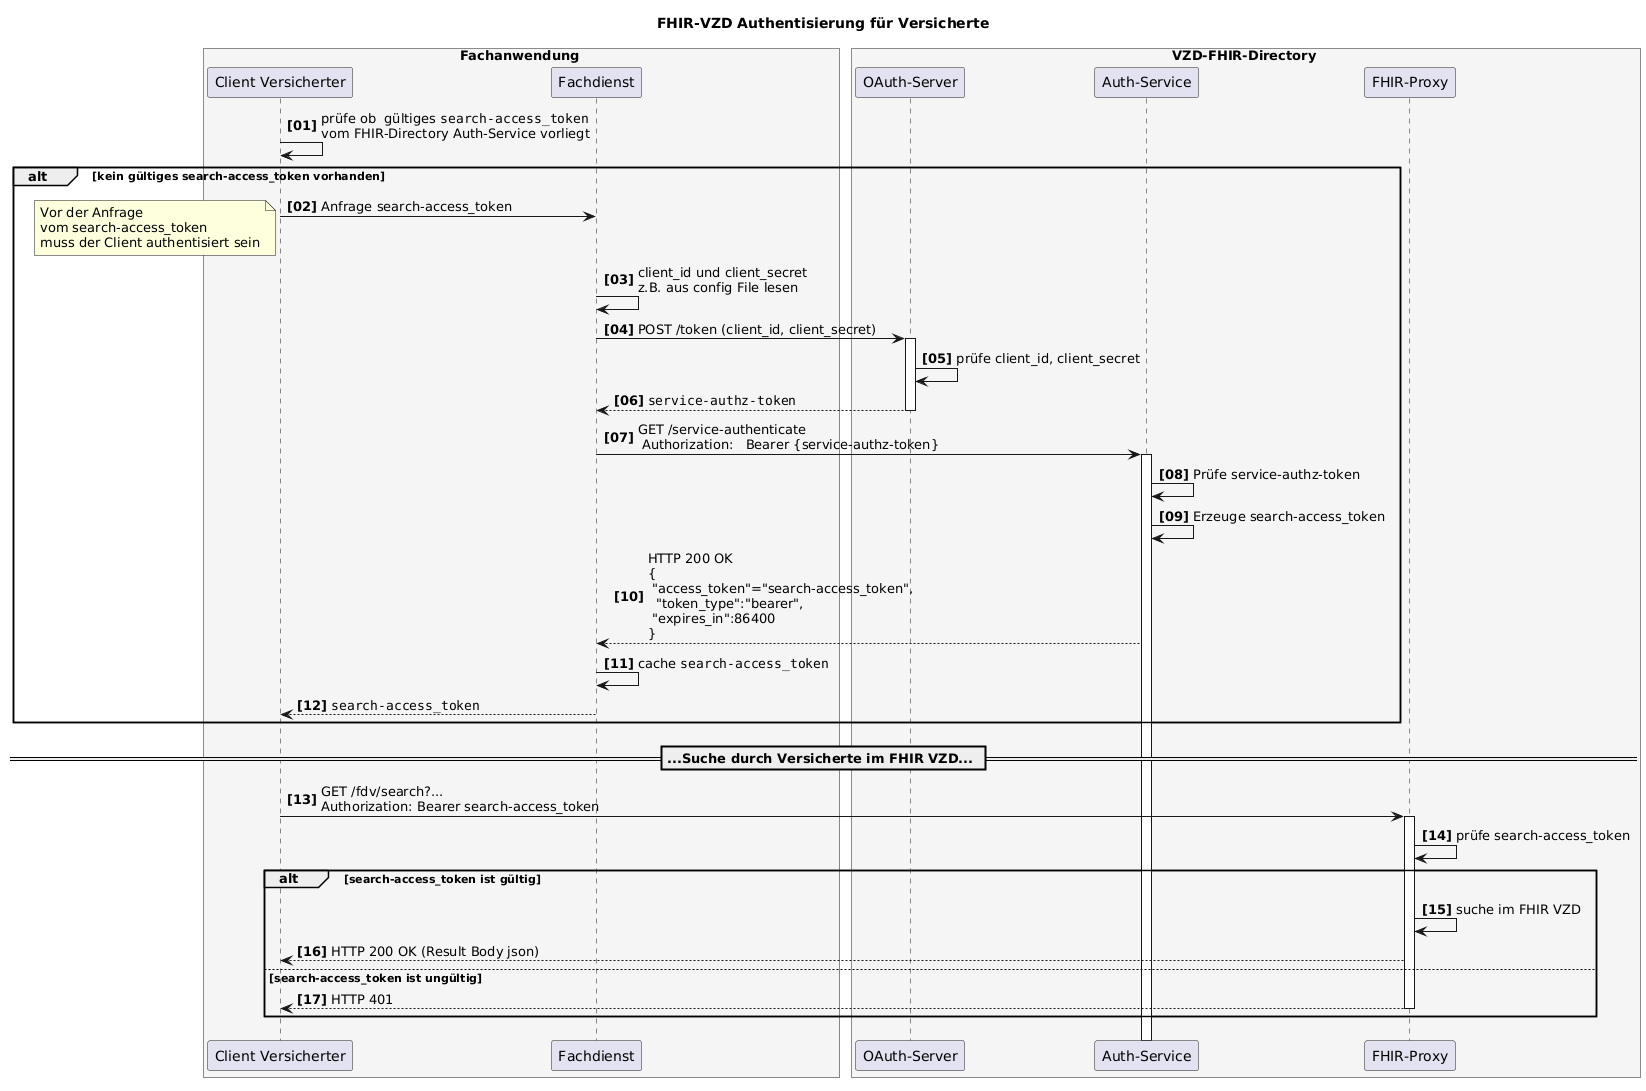 FHIR-VZD Authentisierung für Versicherte
Fachanwendung
VZD-FHIR-Directory
Client Versicherter
Fachdienst
OAuth-Server
Auth-Service
FHIR-Proxy
[01] prüfe ob  gültiges search-access_token
vom FHIR-Directory Auth-Service vorliegt
alt [kein gültiges search-access_token vorhanden]
Vor der Anfrage
vom search-access_token
muss der Client authentisiert sein
[02] Anfrage search-access_token
[03] client_id und client_secret
z.B. aus config File lesen
[04] POST /token (client_id, client_secret)
[05] prüfe client_id, client_secret
[06] service-authz-token
[07] GET /service-authenticate
Authorization:   Bearer {service-authz-token}
[08] Prüfe service-authz-token
[09] Erzeuge search-access_token
[10] HTTP 200 OK
{
"access_token"="search-access_token",
"token_type":"bearer",
"expires_in":86400
}
[11] cache search-access_token
[12] search-access_token
...Suche durch Versicherte im FHIR VZD...
[13] GET /fdv/search?...
Authorization: Bearer search-access_token
[14] prüfe search-access_token
alt [search-access_token ist gültig]
[15] suche im FHIR VZD
[16] HTTP 200 OK (Result Body json)
[search-access_token ist ungültig]
[17] HTTP 401
Client Versicherter
Fachdienst
OAuth-Server
Auth-Service
FHIR-Proxy